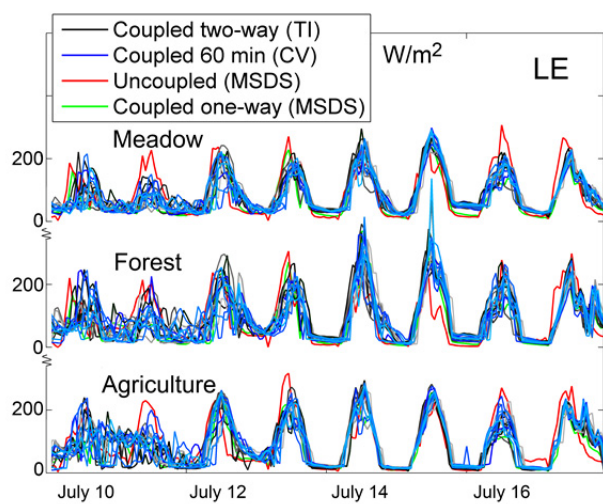 Coupled two-way (TI)
Coupled 60 min (CV)
Uncoupled (MSDS)
Coupled one-way (MSDS)
W/m²
LE
Meadow
200
0
Forest
200
0
Agriculture
200
0
July 10 July 12 July 14 July 16